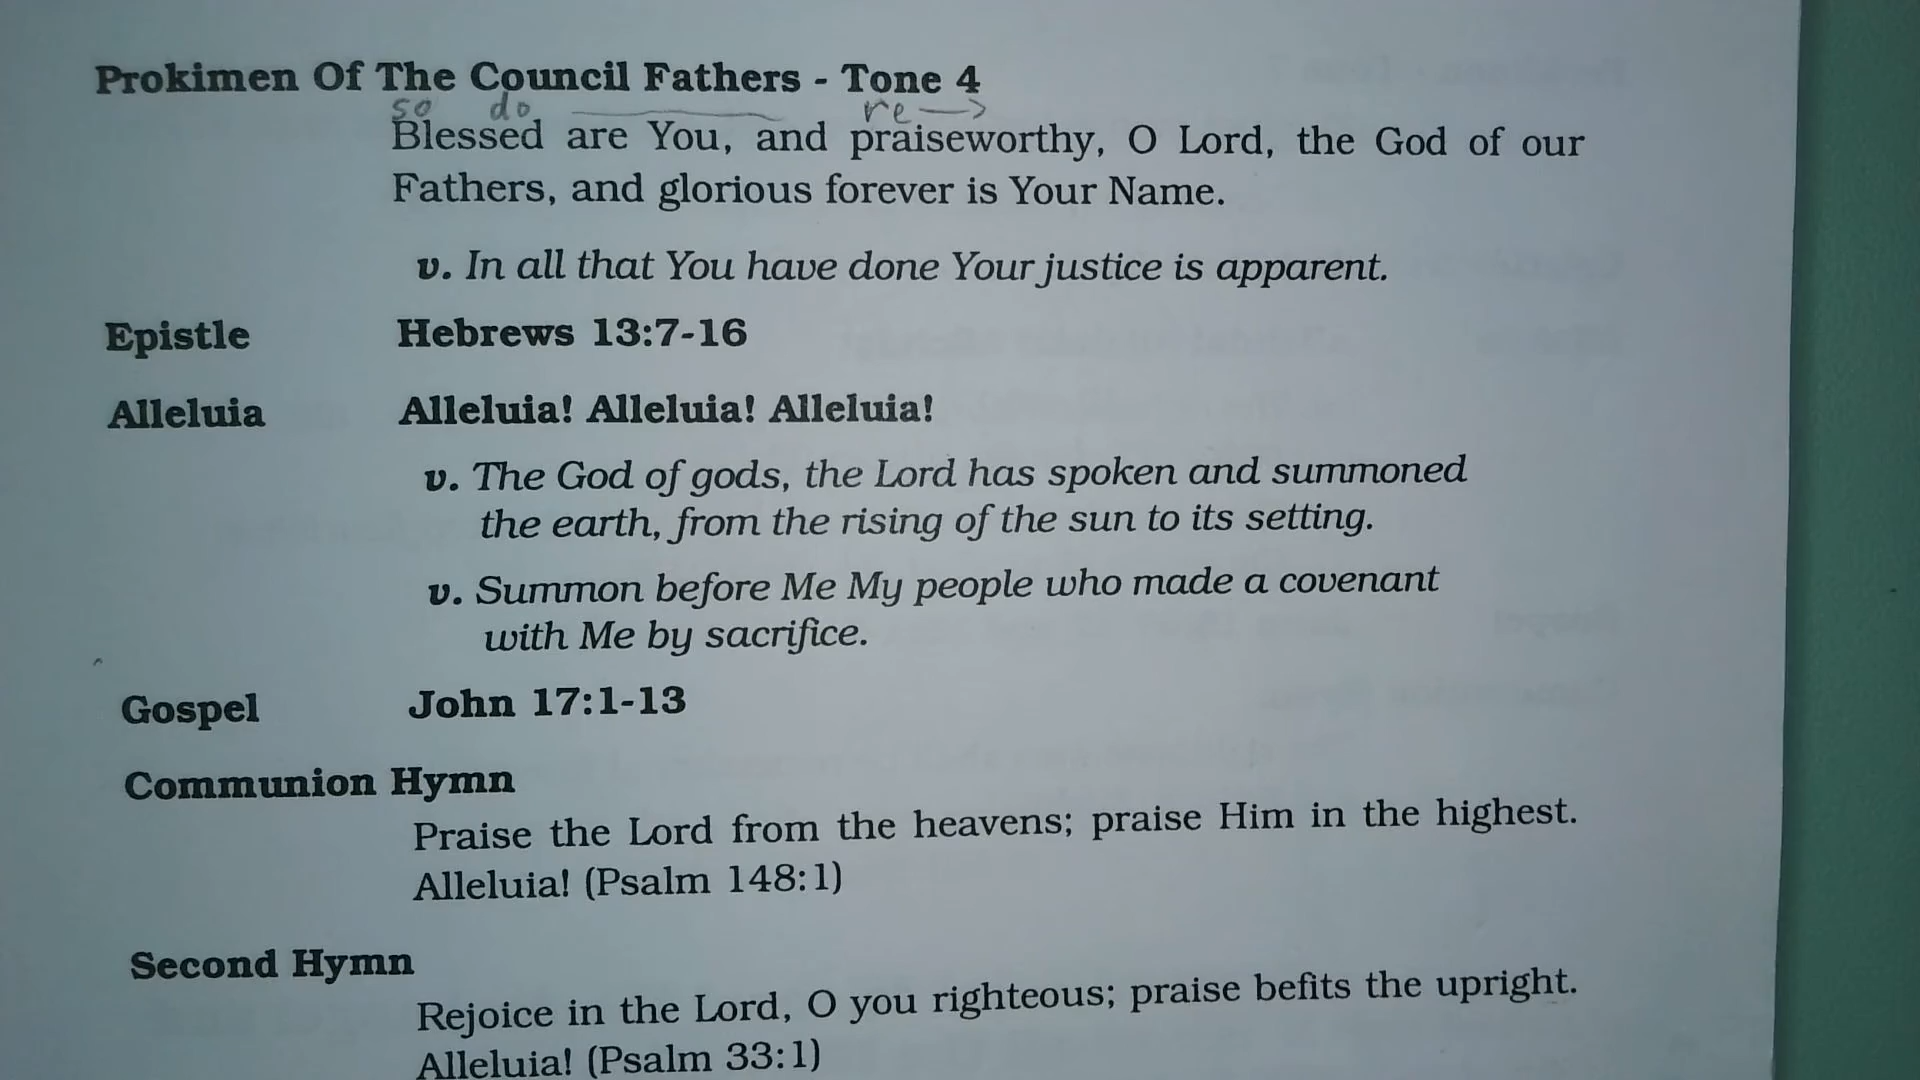 Prokimen Of The Council Fathers - Tone 4
so do re
Blessed are You, and praiseworthy, O Lord, the God of our
Fathers, and glorious forever is Your Name.
v. In all that You have done Your justice is apparent.
Epistle Hebrews 13:7-16
Alleluia Alleluia! Alleluia! Alleluia!
v. The God of gods, the Lord has spoken and summoned
the earth, from the rising of the sun to its setting.
v. Summon before Me My people who made a covenant
with Me by sacrifice.
Gospel John 17:1-13
Communion Hymn
Praise the Lord from the heavens; praise Him in the highest.
Alleluia! (Psalm 148:1)
Second Hymn
Rejoice in the Lord, O you righteous; praise befits the upright.
Alleluia! (Psalm 33:1)